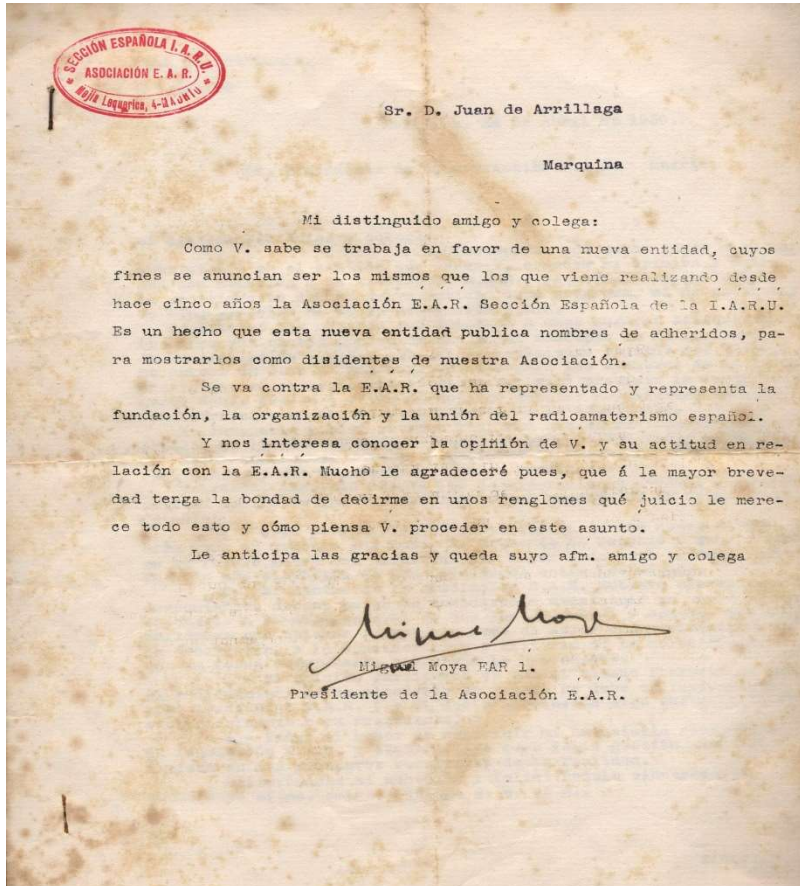 SECCIÓN ESPAÑOLA I. A. R. U.
ASOCIACIÓN E. A. R.
Mejía Lequerica, 4-MADRID
Sr. D. Juan de Arrillaga
Marquina
Mi distinguido amigo y colega:
Como V. sabe se trabaja en favor de una nueva entidad, cuyos
fines se anuncian ser los mismos que los que viene realizando desde
hace cinco años la Asociación E.A.R. Sección Española de la I.A.R.U.
Es un hecho que esta nueva entidad publica nombres de adheridos, pa-
ra mostrarlos como disidentes de nuestra Asociación.
Se va contra la E.A.R. que ha representado y representa la
fundación, la organización y la unión del radioamaterismo español.
Y nos interesa conocer la opinión de V. y su actitud en re-
lación con la E.A.R. Mucho le agradeceré pues, que á la mayor breve-
dad tenga la bondad de decirme en unos renglones qué juicio le mere-
ce todo esto y cómo piensa V. proceder en este asunto.
Le anticipa las gracias y queda suyo afm. amigo y colega
Miguel Moya
Miguel Moya EAR 1.
Presidente de la Asociación E.A.R.